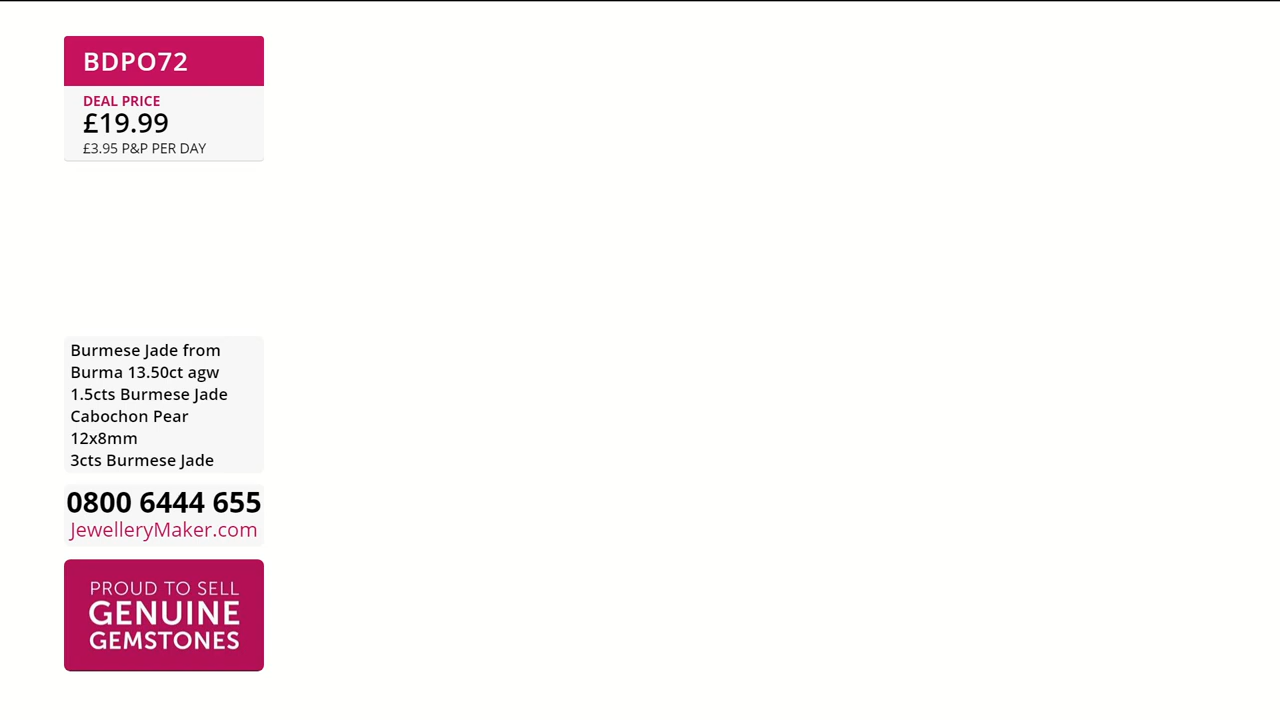 BDPO72
DEAL PRICE
£19.99
£3.95 P&P PER DAY
Burmese Jade from
Burma 13.50ct agw
1.5cts Burmese Jade
Cabochon Pear
12x8mm
3cts Burmese Jade
0800 6444 655
JewelleryMaker.com
PROUD TO SELL
GENUINE
GEMSTONES